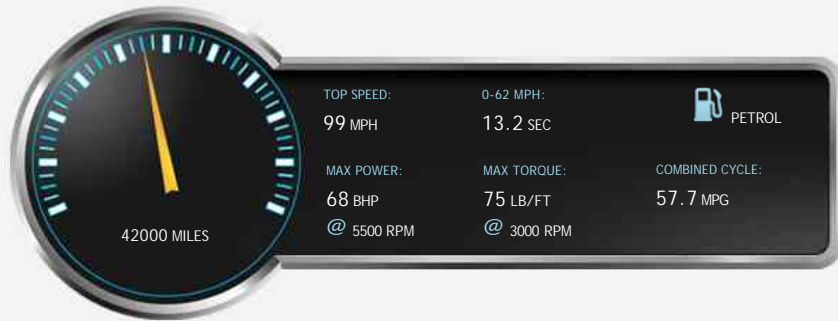 TOP SPEED:
0-62 MPH:
99 MPH
13.2 SEC
PETROL
MAX POWER:
MAX TORQUE:
COMBINED CYCLE:
68 BHP
75 LB/FT
57.7 MPG
@ 5500 RPM
@ 3000 RPM
42000 MILES